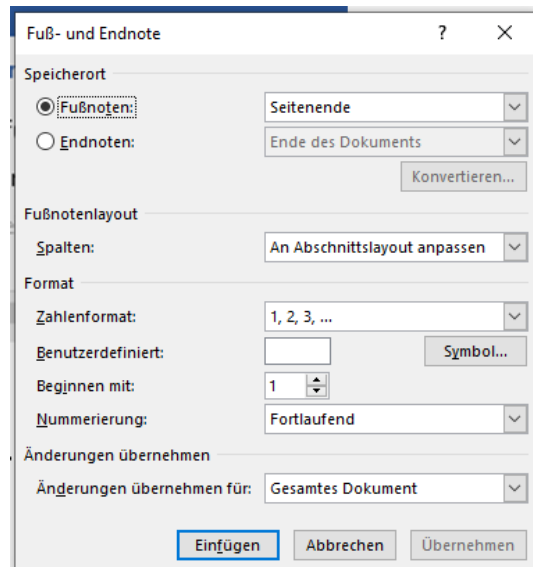 Fuß- und Endnote ?
Speicherort
Fußnoten: Seitenende
Endnoten: Ende des Dokuments
Konvertieren...
Fußnotenlayout
Spalten: An Abschnittslayout anpassen
Format
Zahlenformat: 1, 2, 3, ...
Benutzerdefiniert: Symbol...
Beginnen mit: 1
Nummerierung: Fortlaufend
Änderungen übernehmen
Änderungen übernehmen für: Gesamtes Dokument
Einfügen Abbrechen Übernehmen